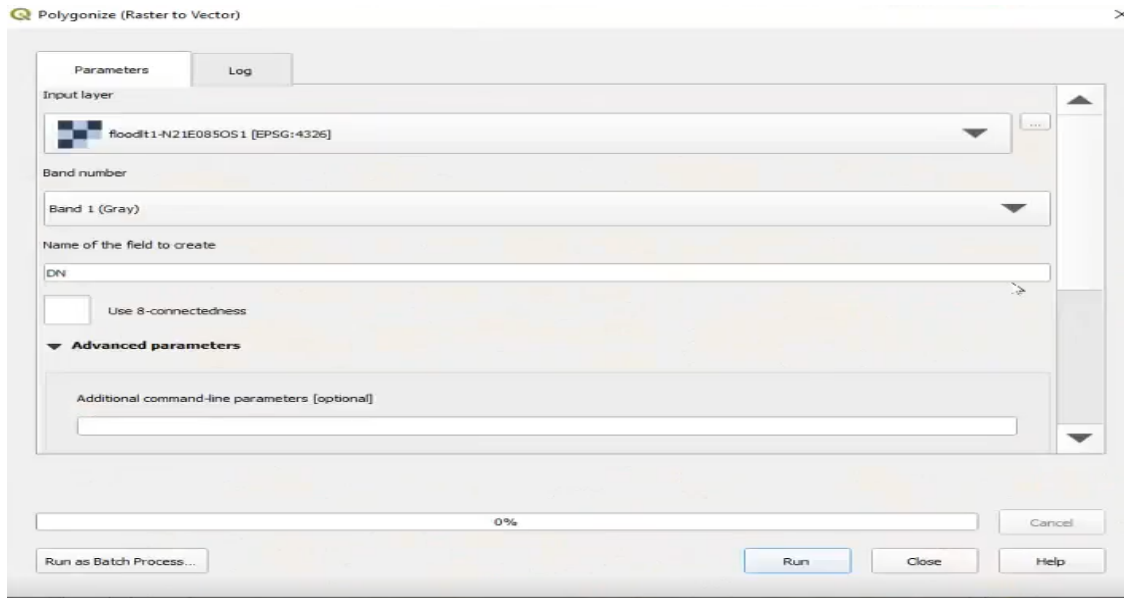 Polygonize (Raster to Vector)
Parameters Log
Input layer
floodlt1-N21E085OS1 [EPSG:4326]
...
Band number
Band 1 (Gray)
Name of the field to create
DN
Use 8-connectedness
Advanced parameters
Additional command-line parameters [optional]
0% Cancel
Run as Batch Process... Run Close Help